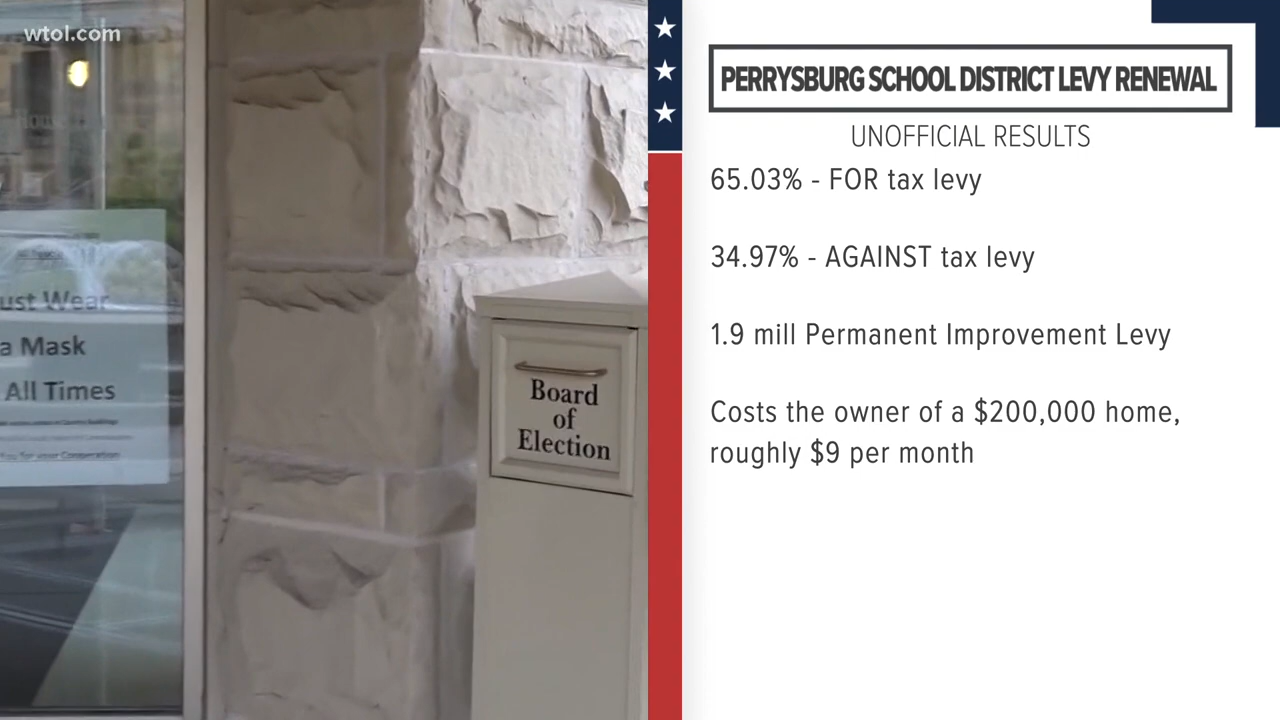 wtol.com
ust Wear
a Mask
All Times
Board
of
Election
PERRYSBURG SCHOOL DISTRICT LEVY RENEWAL
UNOFFICIAL RESULTS
65.03% - FOR tax levy
34.97% - AGAINST tax levy
1.9 mill Permanent Improvement Levy
Costs the owner of a $200,000 home,
roughly $9 per month